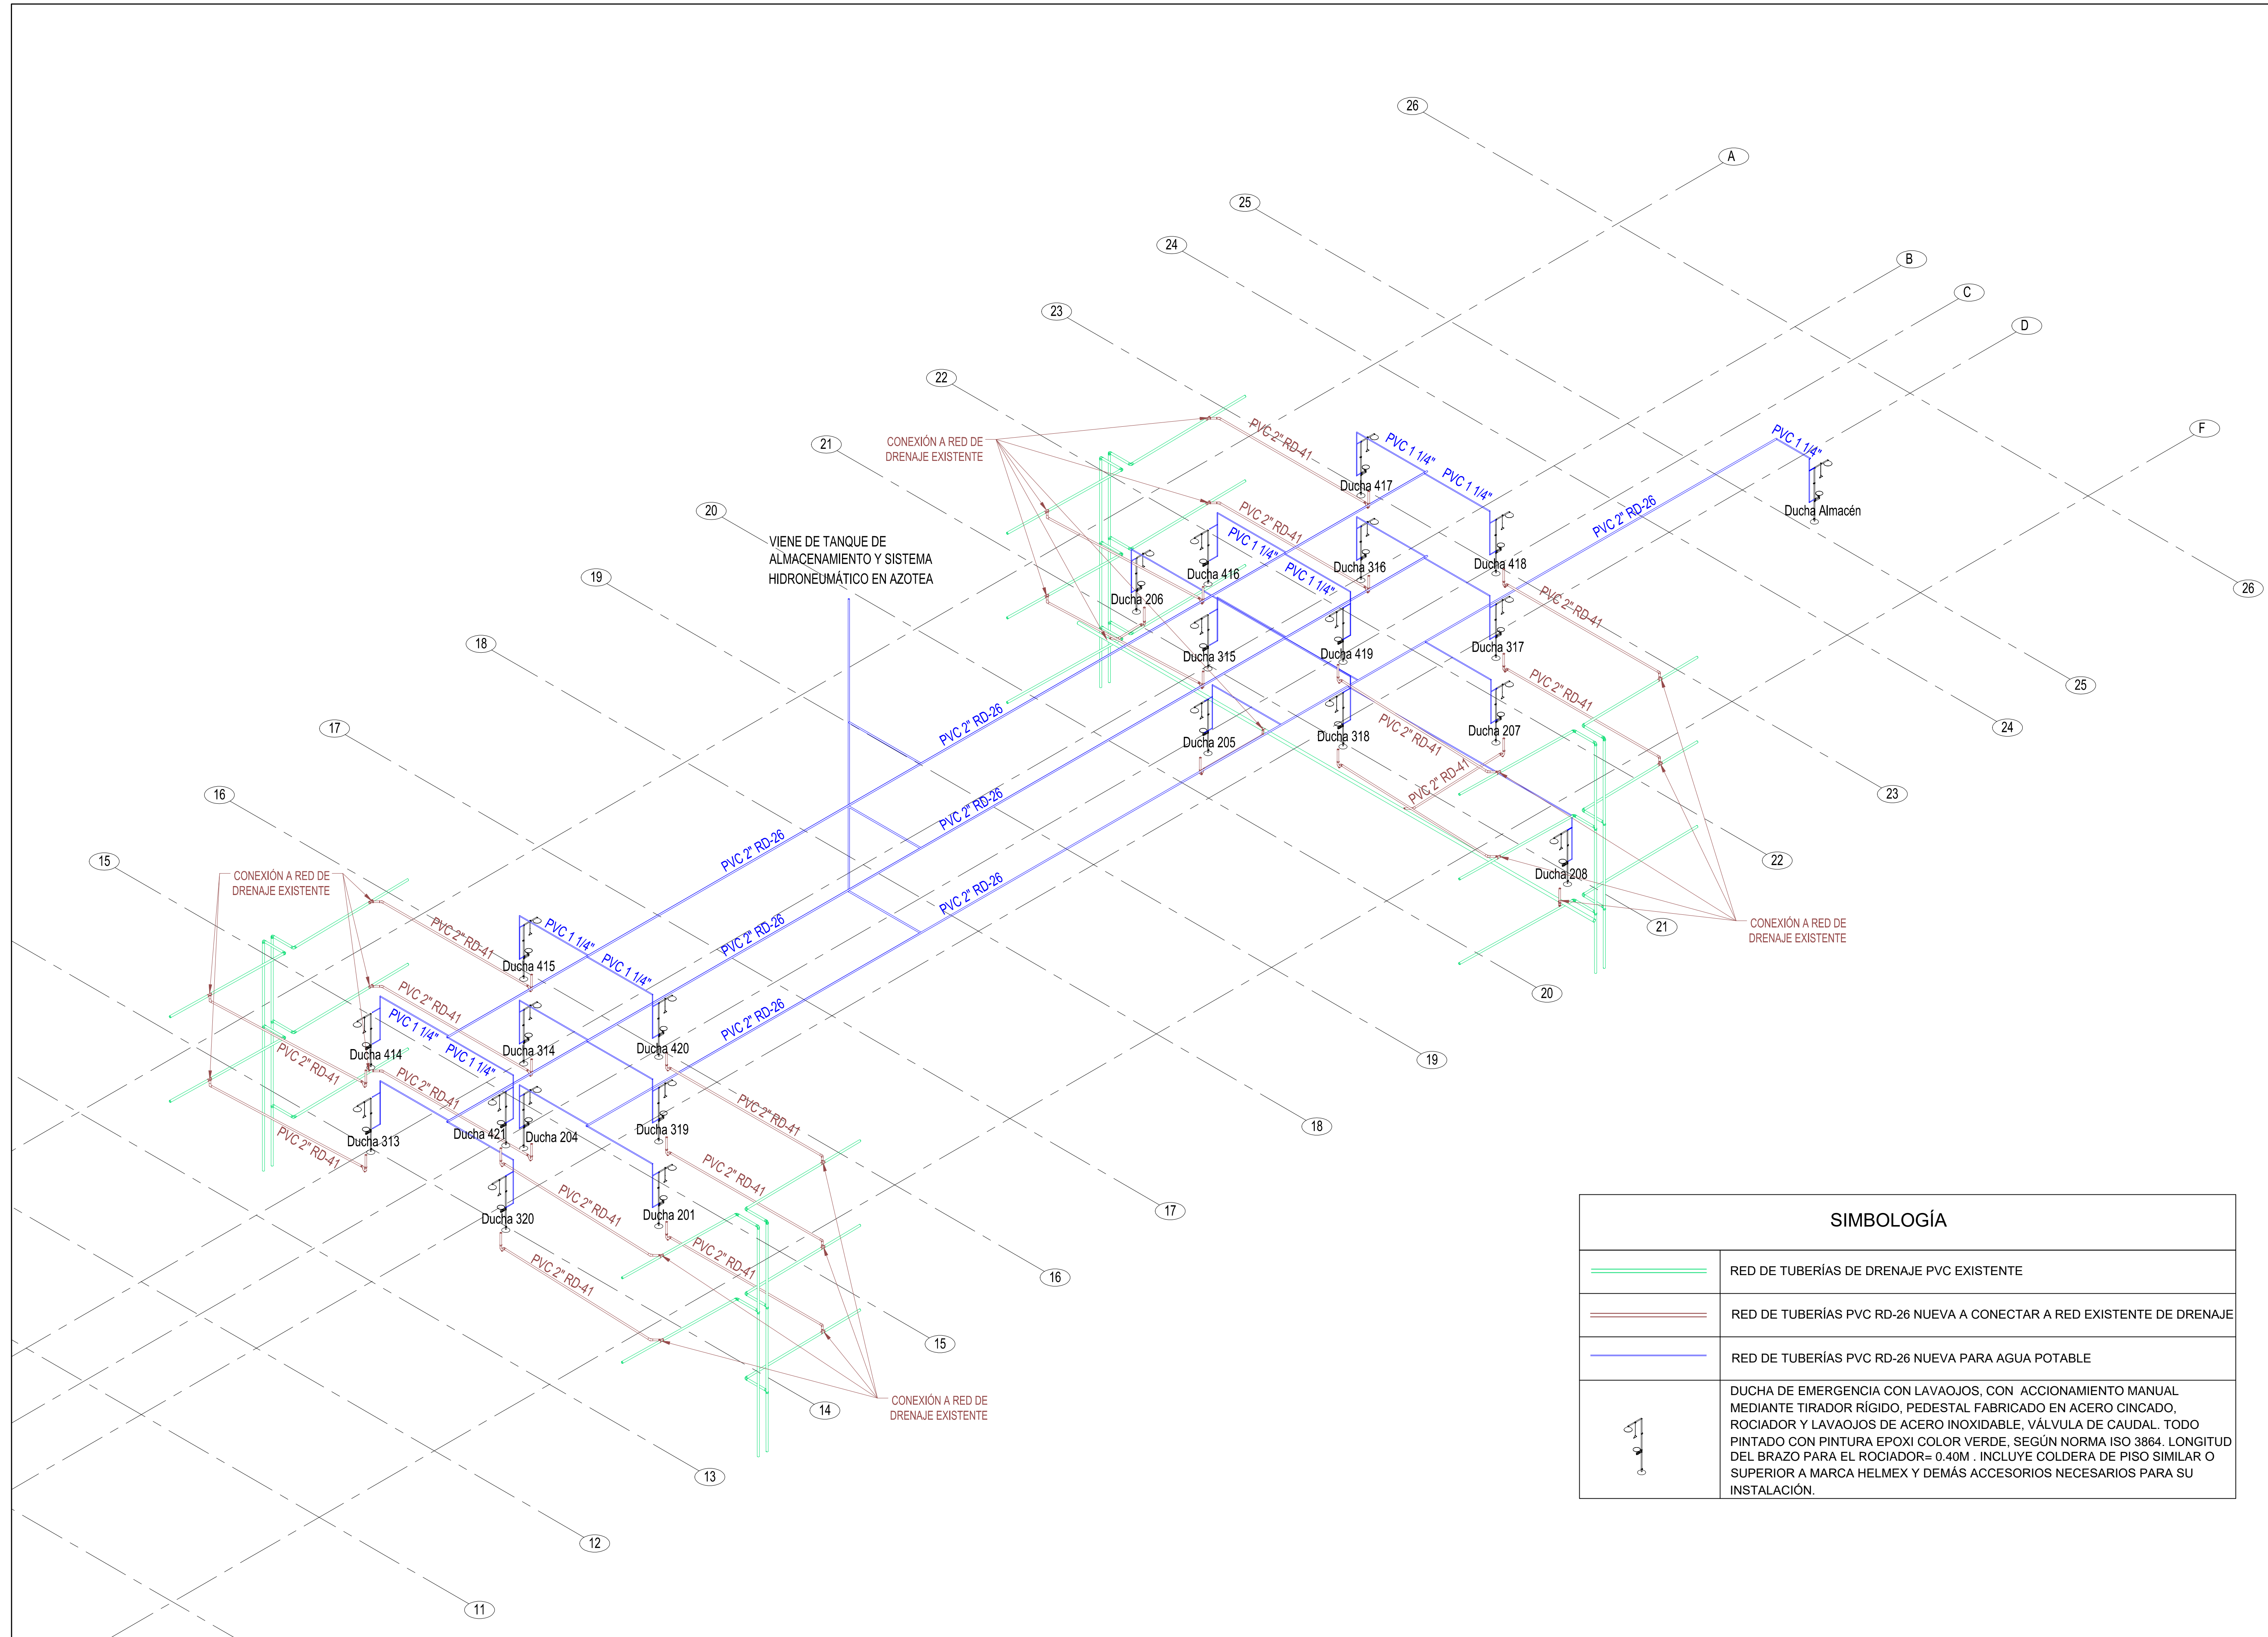 26
A
25
B
24
C
23
D
22
F
21
CONEXIÓN A RED DE
DRENAJE EXISTENTE
20
VIENE DE TANQUE DE
ALMACENAMIENTO Y SISTEMA
HIDRONEUMÁTICO EN AZOTEA
19
18
17
16
15
PVC 2" RD-41
PVC 1 1/4"
PVC 1 1/4"
PVC 1 1/4"
Ducha 417
Ducha Almacén
PVC 2" RD-41
PVC 2" RD-26
PVC 1 1/4"
PVC 1 1/4"
Ducha 416
Ducha 316
Ducha 418
Ducha 206
PVC 2" RD-41
26
Ducha 315
Ducha 419
Ducha 317
25
PVC 2" RD-41
PVC 2" RD-26
Ducha 205
Ducha 318
PVC 2" RD-41
Ducha 207
24
PVC 2" RD-41
23
PVC 2" RD-26
PVC 2" RD-26
22
Ducha 208
PVC 2" RD-26
PVC 2" RD-26
21
CONEXIÓN A RED DE
DRENAJE EXISTENTE
20
CONEXIÓN A RED DE
DRENAJE EXISTENTE
PVC 2" RD-41
PVC 1 1/4"
PVC 1 1/4"
Ducha 415
PVC 2" RD-41
PVC 2" RD-26
PVC 1 1/4"
PVC 1 1/4"
Ducha 414
Ducha 314
Ducha 420
19
PVC 2" RD-41
PVC 2" RD-41
PVC 2" RD-41
Ducha 313
Ducha 421
Ducha 204
Ducha 319
18
PVC 2" RD-41
PVC 2" RD-41
PVC 2" RD-41
Ducha 320
Ducha 201
17
PVC 2" RD-41
PVC 2" RD-41
16
15
CONEXIÓN A RED DE
DRENAJE EXISTENTE
14
13
12
11
SIMBOLOGÍA
RED DE TUBERÍAS DE DRENAJE PVC EXISTENTE
RED DE TUBERÍAS PVC RD-26 NUEVA A CONECTAR A RED EXISTENTE DE DRENAJE
RED DE TUBERÍAS PVC RD-26 NUEVA PARA AGUA POTABLE
DUCHA DE EMERGENCIA CON LAVAOJOS, CON ACCIONAMIENTO MANUAL
MEDIANTE TIRADOR RÍGIDO, PEDESTAL FABRICADO EN ACERO CINCADO,
ROCIADOR Y LAVAOJOS DE ACERO INOXIDABLE, VÁLVULA DE CAUDAL. TODO
PINTADO CON PINTURA EPOXI COLOR VERDE, SEGÚN NORMA ISO 3864. LONGITUD
DEL BRAZO PARA EL ROCIADOR= 0.40M . INCLUYE COLDERA DE PISO SIMILAR O
SUPERIOR A MARCA HELMEX Y DEMÁS ACCESORIOS NECESARIOS PARA SU
INSTALACIÓN.